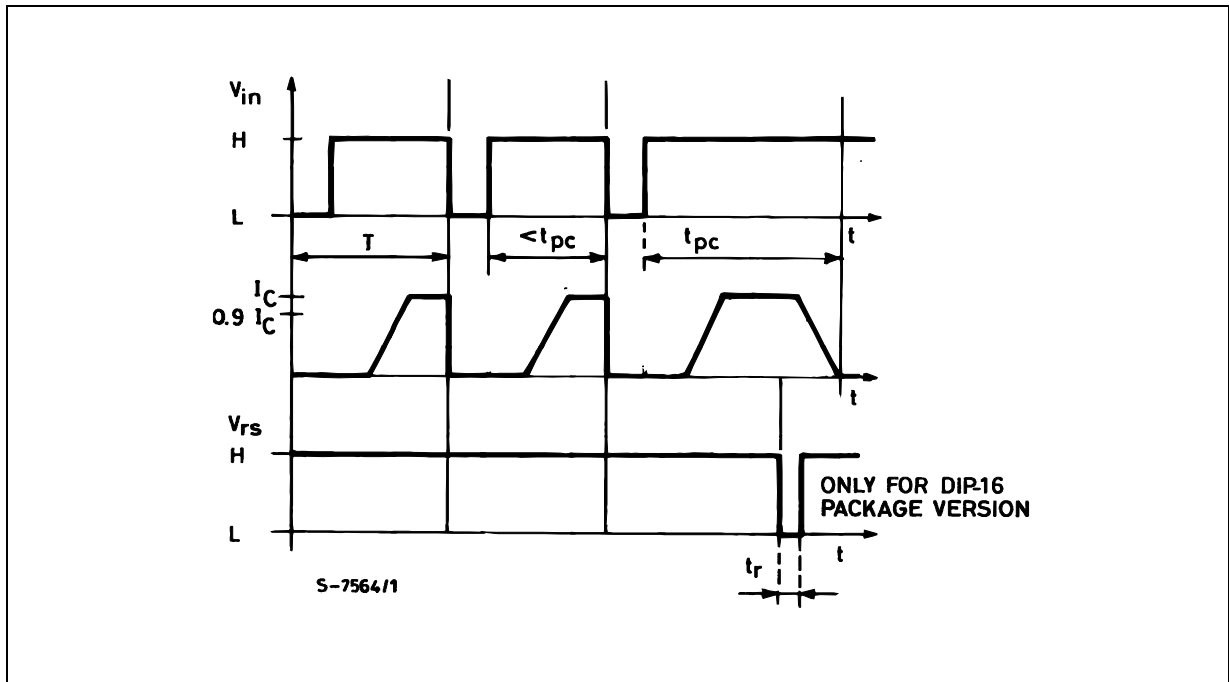 Vin
H
L
T
<tpc
tpc
t
IC
0.9 IC
t
Vrs
H
L
ONLY FOR DIP-16
PACKAGE VERSION
t
tr
S-7564/1